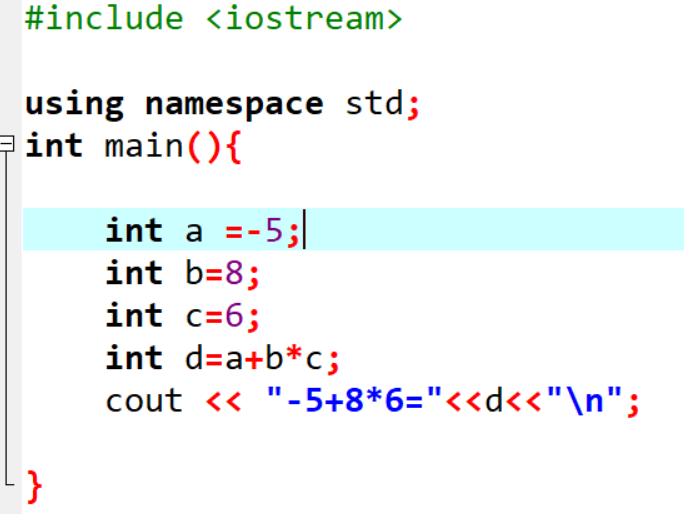 #include <iostream>
using namespace std;
int main(){
int a =-5;
int b=8;
int c=6;
int d=a+b*c;
cout << "-5+8*6="<<d<<"\n";
}